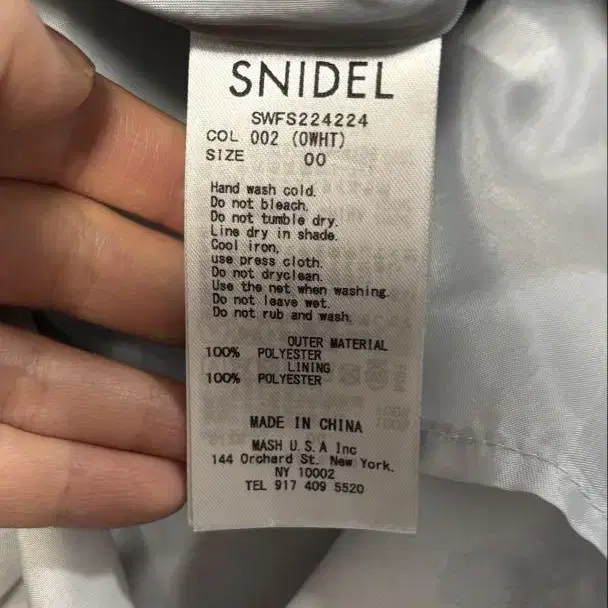 SNIDEL
SWFS224224
COL 002 (OWHT)
SIZE 00
Hand wash cold.
Do not bleach.
Do not tumble dry.
Line dry in shade.
Cool iron,
use press cloth.
Do not dryclean.
Use the net when washing.
Do not leave wet.
Do not rub and wash.
OUTER MATERIAL
100% POLYESTER
LINING
100% POLYESTER
MADE IN CHINA
MASH U.S.A Inc
144 Orchard St. New York.
NY 10002
TEL 917 409 5520